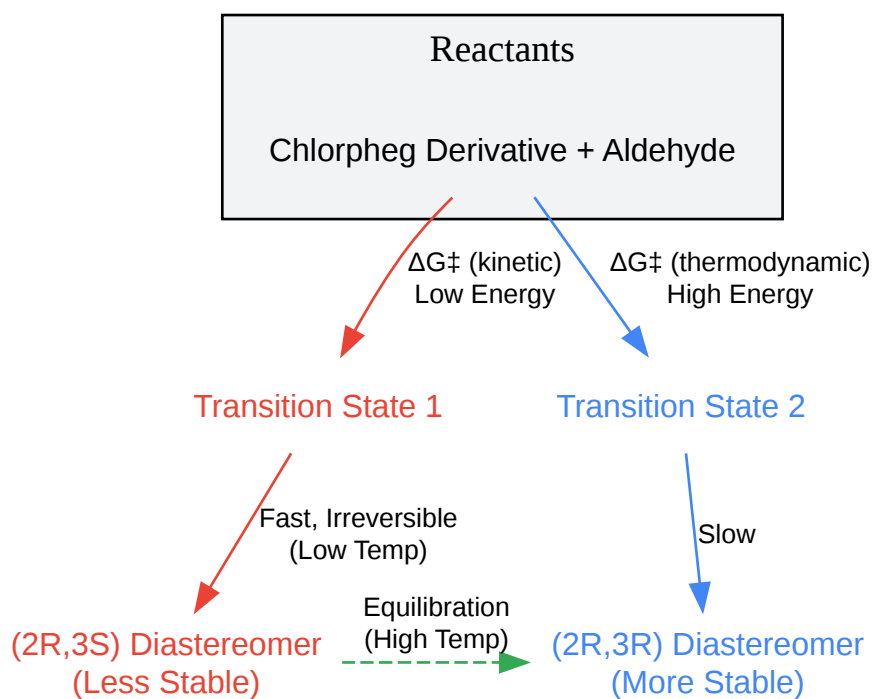 Reactants
Chlorpheg Derivative + Aldehyde
ΔG‡ (kinetic)
Low Energy
ΔG‡ (thermodynamic)
High Energy
Transition State 1
Transition State 2
Fast, Irreversible
(Low Temp)
Slow
Equilibration
(High Temp)
(2R,3S) Diastereomer
(Less Stable)
(2R,3R) Diastereomer
(More Stable)